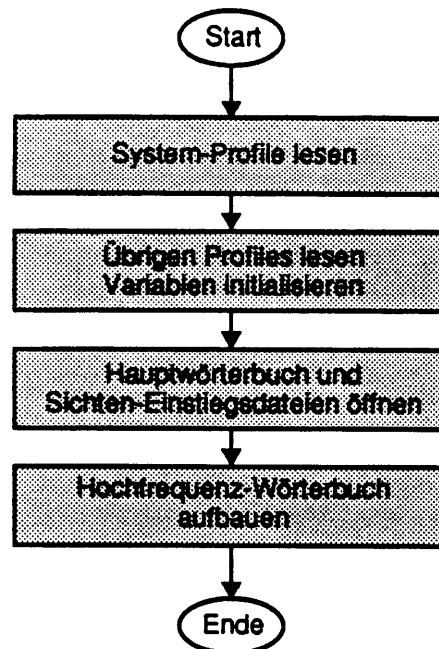 Start
System-Profile lesen
Übrigen Profiles lesen
Variablen initialisieren
Hauptwörterbuch und
Sichten-Einstiegsdateien öffnen
Hochfrequenz-Wörterbuch
aufbauen
Ende